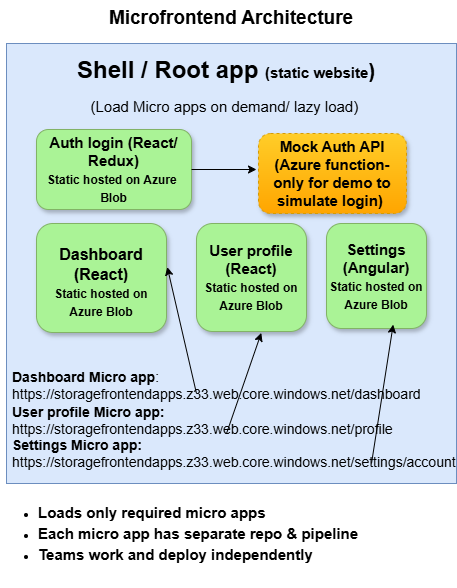 Microfrontend Architecture
Shell / Root app (static website)
(Load Micro apps on demand/ lazy load)
Auth login (React/
Redux)
Static hosted on Azure
Blob
Mock Auth API
(Azure function-
only for demo to
simulate login)
Dashboard
(React)
Static hosted on
Azure Blob
User profile
(React)
Static hosted on
Azure Blob
Settings
(Angular)
Static hosted on
Azure Blob
Dashboard Micro app:
https://storagefrontendapps.z33.web.core.windows.net/dashboard
User profile Micro app:
https://storagefrontendapps.z33.web.core.windows.net/profile
Settings Micro app:
https://storagefrontendapps.z33.web.core.windows.net/settings/account
• Loads only required micro apps
• Each micro app has separate repo & pipeline
• Teams work and deploy independently